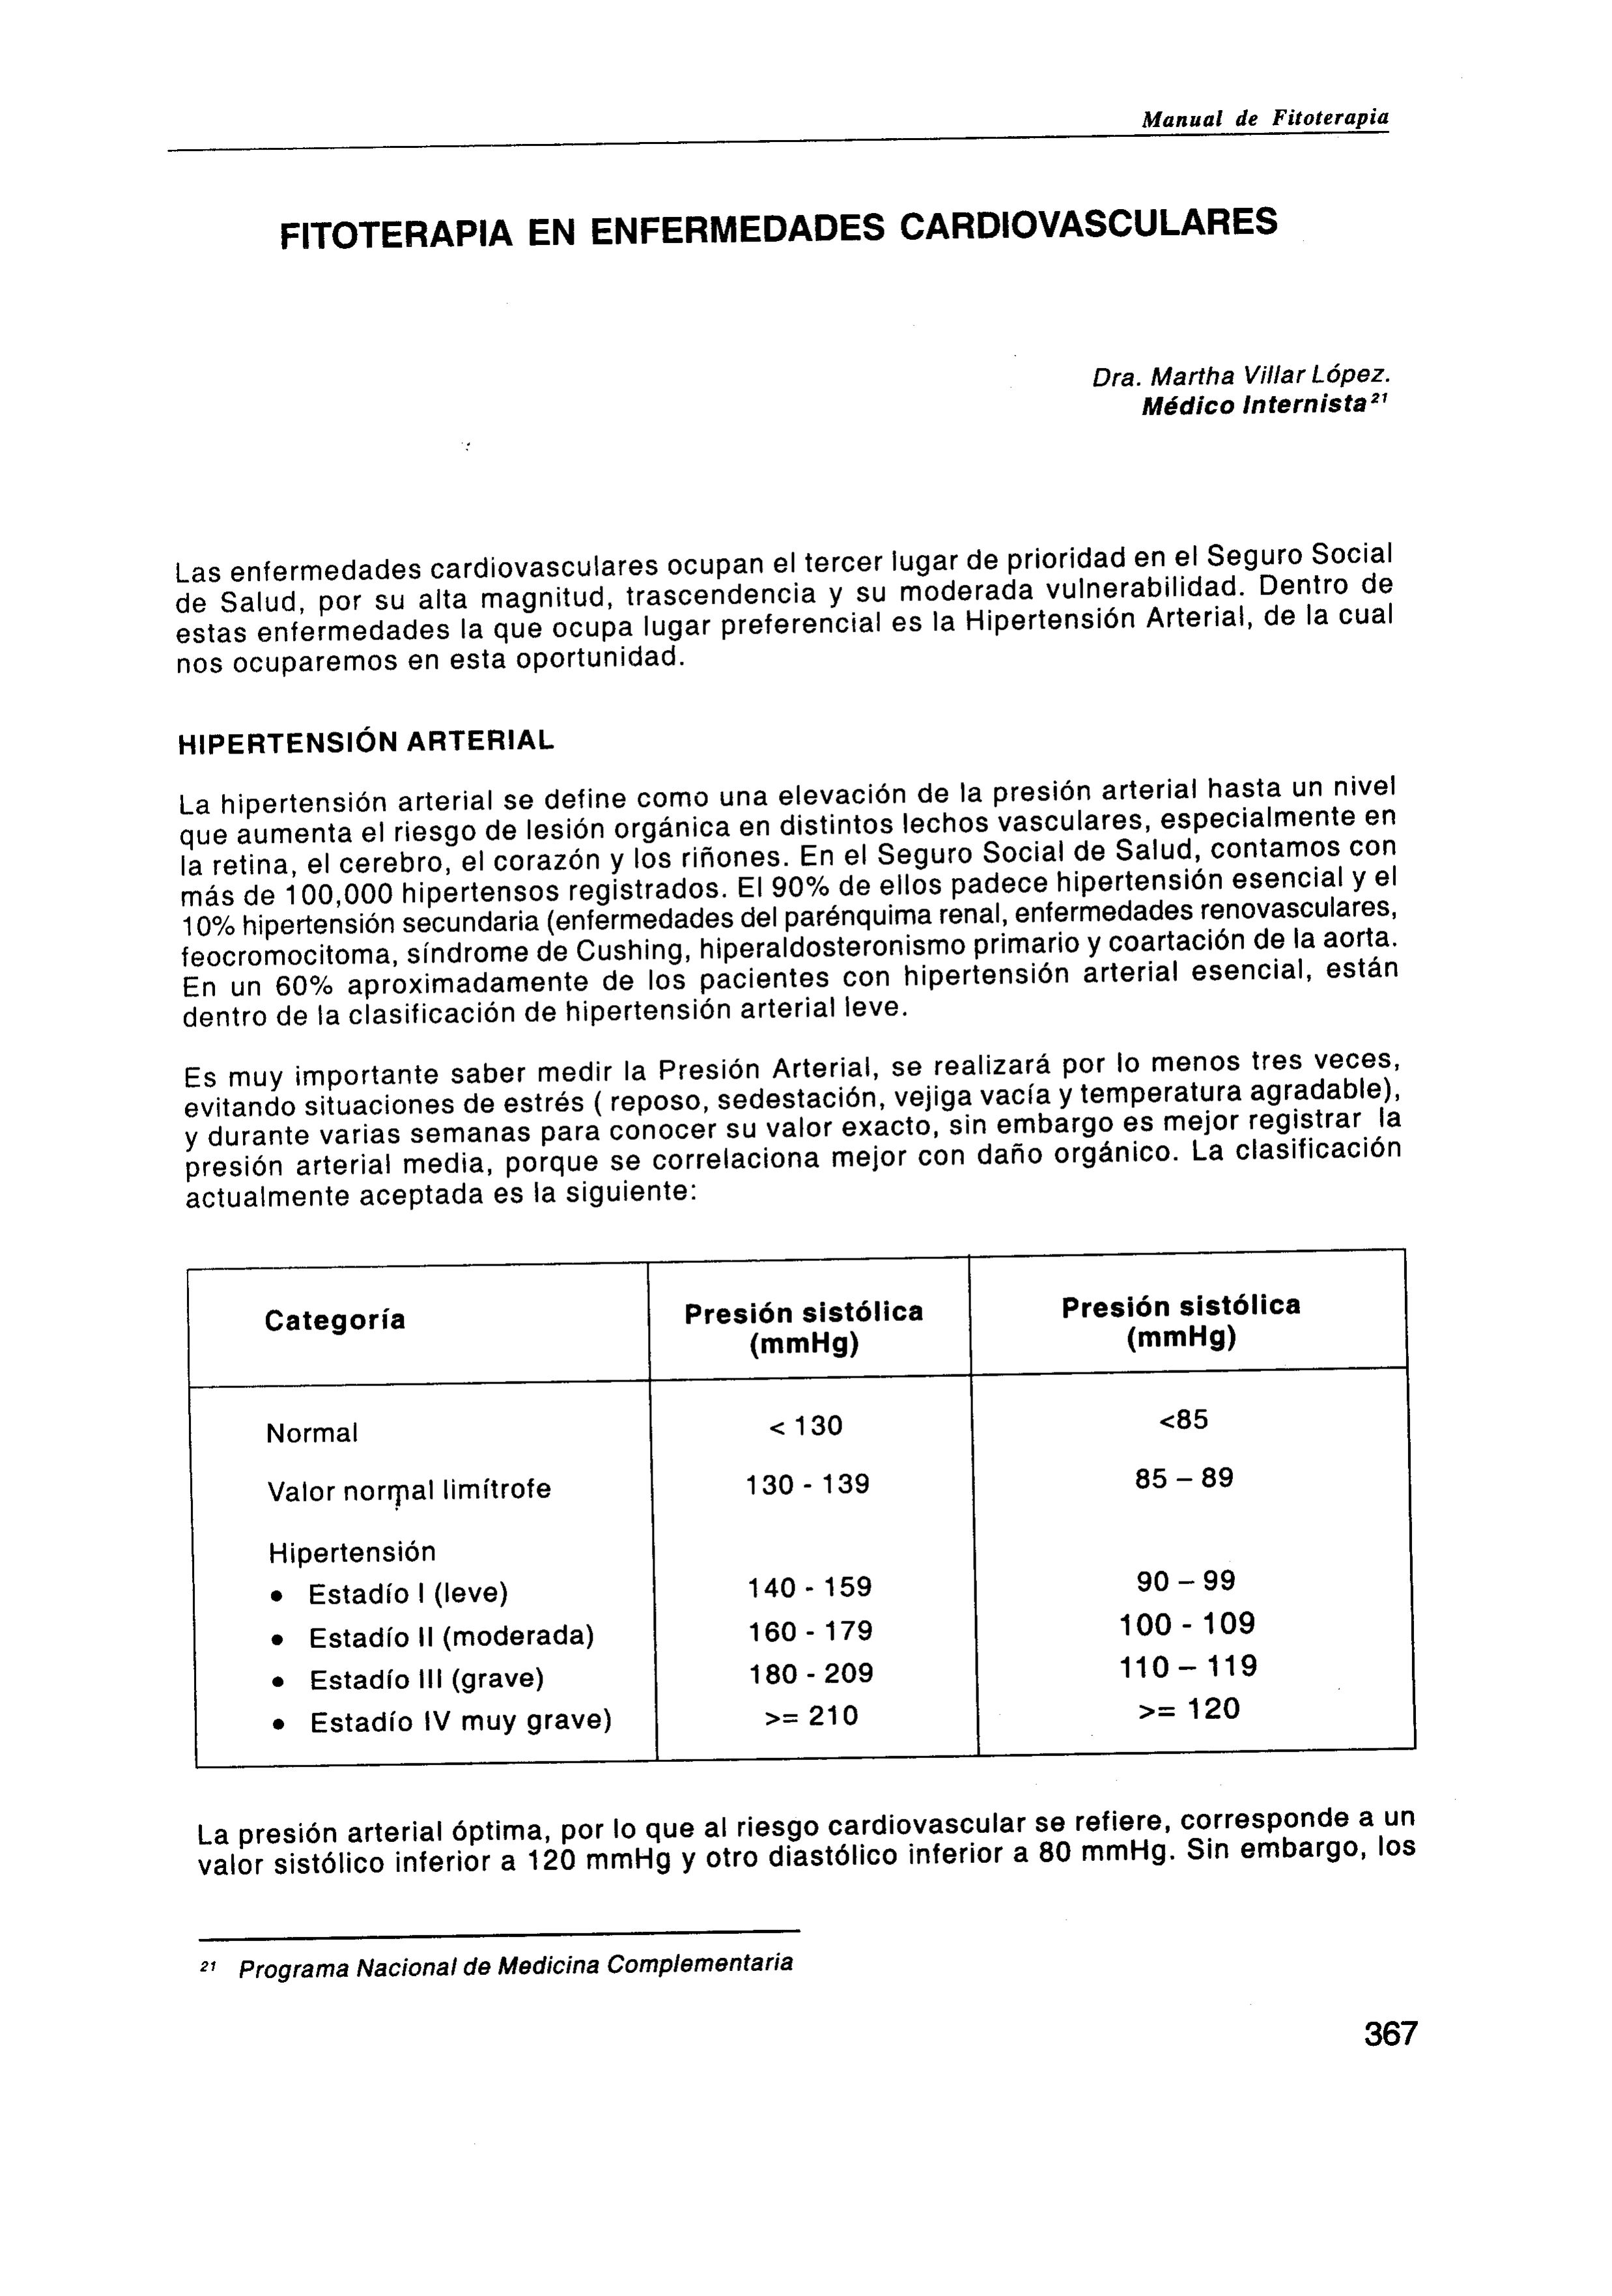 Manual de Fitoterapia
FITOTERAPIA EN ENFERMEDADES CARDIOVASCULARES
Dra. Martha Villar López.
Médico Internista²¹
Las enfermedades cardiovasculares ocupan el tercer lugar de prioridad en el Seguro Social
de Salud, por su alta magnitud, trascendencia y su moderada vulnerabilidad. Dentro de
estas enfermedades la que ocupa lugar preferencial es la Hipertensión Arterial, de la cual
nos ocuparemos en esta oportunidad.
HIPERTENSIÓN ARTERIAL
La hipertensión arterial se define como una elevación de la presión arterial hasta un nivel
que aumenta el riesgo de lesión orgánica en distintos lechos vasculares, especialmente en
la retina, el cerebro, el corazón y los riñones. En el Seguro Social de Salud, contamos con
más de 100,000 hipertensos registrados. El 90% de ellos padece hipertensión esencial y el
10% hipertensión secundaria (enfermedades del parénquima renal, enfermedades renovasculares,
feocromocitoma, síndrome de Cushing, hiperaldosteronismo primario y coartación de la aorta.
En un 60% aproximadamente de los pacientes con hipertensión arterial esencial, están
dentro de la clasificación de hipertensión arterial leve.
Es muy importante saber medir la Presión Arterial, se realizará por lo menos tres veces,
evitando situaciones de estrés ( reposo, sedestación, vejiga vacía y temperatura agradable),
y durante varias semanas para conocer su valor exacto, sin embargo es mejor registrar la
presión arterial media, porque se correlaciona mejor con daño orgánico. La clasificación
actualmente aceptada es la siguiente:
Categoría Presión sistólica Presión sistólica
(mmHg) (mmHg)
Normal < 130 <85
Valor normal limítrofe 130 - 139 85 – 89
Hipertensión
• Estadío I (leve) 140 - 159 90 – 99
• Estadío II (moderada) 160 - 179 100 - 109
• Estadío III (grave) 180 - 209 110 – 119
• Estadío IV muy grave) >= 210 >= 120
La presión arterial óptima, por lo que al riesgo cardiovascular se refiere, corresponde a un
valor sistólico inferior a 120 mmHg y otro diastólico inferior a 80 mmHg. Sin embargo, los
²¹ Programa Nacional de Medicina Complementaria
367